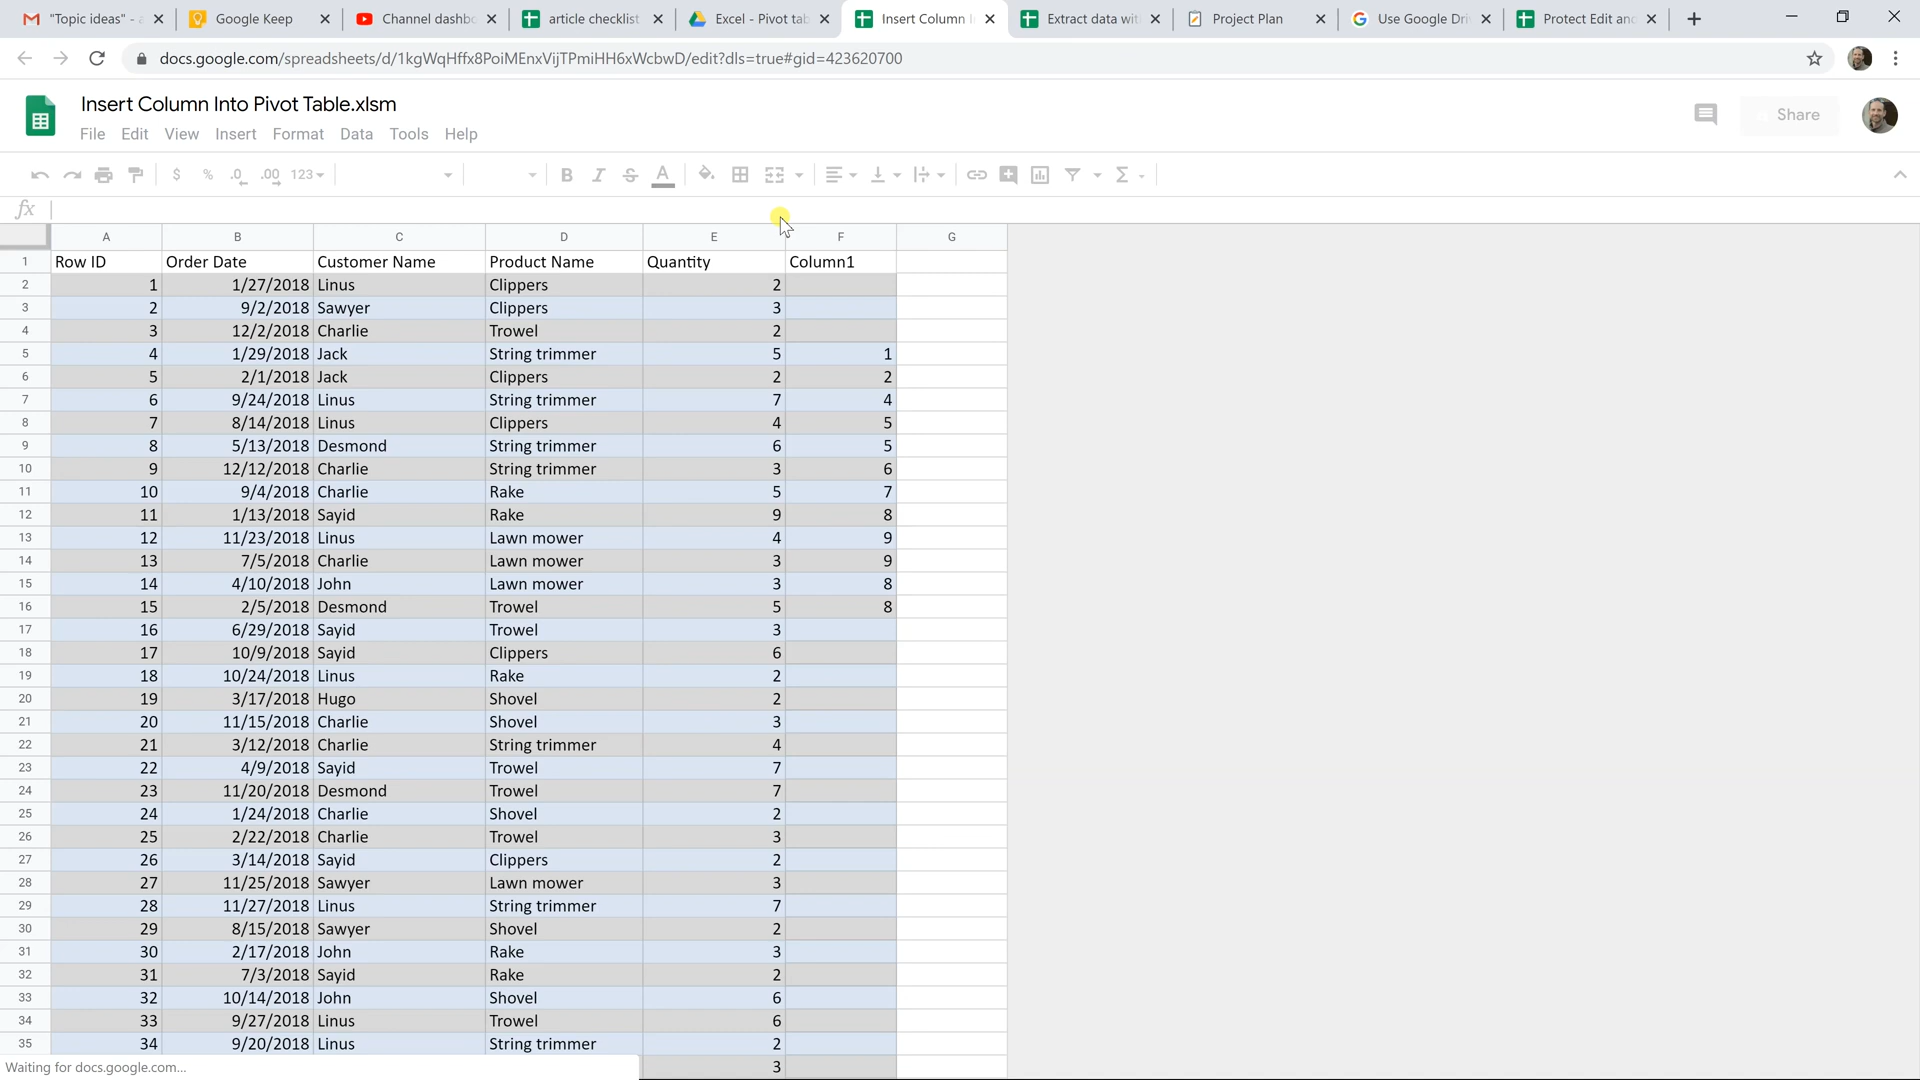 "Topic ideas" - a
Google Keep
Channel dashbo
article checklist
Excel - Pivot tab
Insert Column I
Extract data wit
Project Plan
Use Google Dri
Protect Edit and
docs.google.com/spreadsheets/d/1kgWqHffx8PoiMEnxVijTPmiHH6xWcbwD/edit?dls=true#gid=423620700
Insert Column Into Pivot Table.xlsm
File Edit View Insert Format Data Tools Help
Share
$ % .0 .00 123 B I S A Σ
fx
A B C D E F G
1 Row ID Order Date Customer Name Product Name Quantity Column1
2 1 1/27/2018 Linus Clippers 2
3 2 9/2/2018 Sawyer Clippers 3
4 3 12/2/2018 Charlie Trowel 2
5 4 1/29/2018 Jack String trimmer 5 1
6 5 2/1/2018 Jack Clippers 2 2
7 6 9/24/2018 Linus String trimmer 7 4
8 7 8/14/2018 Linus Clippers 4 5
9 8 5/13/2018 Desmond String trimmer 6 5
10 9 12/12/2018 Charlie String trimmer 3 6
11 10 9/4/2018 Charlie Rake 5 7
12 11 1/13/2018 Sayid Rake 9 8
13 12 11/23/2018 Linus Lawn mower 4 9
14 13 7/5/2018 Charlie Lawn mower 3 9
15 14 4/10/2018 John Lawn mower 3 8
16 15 2/5/2018 Desmond Trowel 5 8
17 16 6/29/2018 Sayid Trowel 3
18 17 10/9/2018 Sayid Clippers 6
19 18 10/24/2018 Linus Rake 2
20 19 3/17/2018 Hugo Shovel 2
21 20 11/15/2018 Charlie Shovel 3
22 21 3/12/2018 Charlie String trimmer 4
23 22 4/9/2018 Sayid Trowel 7
24 23 11/20/2018 Desmond Trowel 7
25 24 1/24/2018 Charlie Shovel 2
26 25 2/22/2018 Charlie Trowel 3
27 26 3/14/2018 Sayid Clippers 2
28 27 11/25/2018 Sawyer Lawn mower 3
29 28 11/27/2018 Linus String trimmer 7
30 29 8/15/2018 Sawyer Shovel 2
31 30 2/17/2018 John Rake 3
32 31 7/3/2018 Sayid Rake 2
33 32 10/14/2018 John Shovel 6
34 33 9/27/2018 Linus Trowel 6
35 34 9/20/2018 Linus String trimmer 2
Waiting for docs.google.com... 3